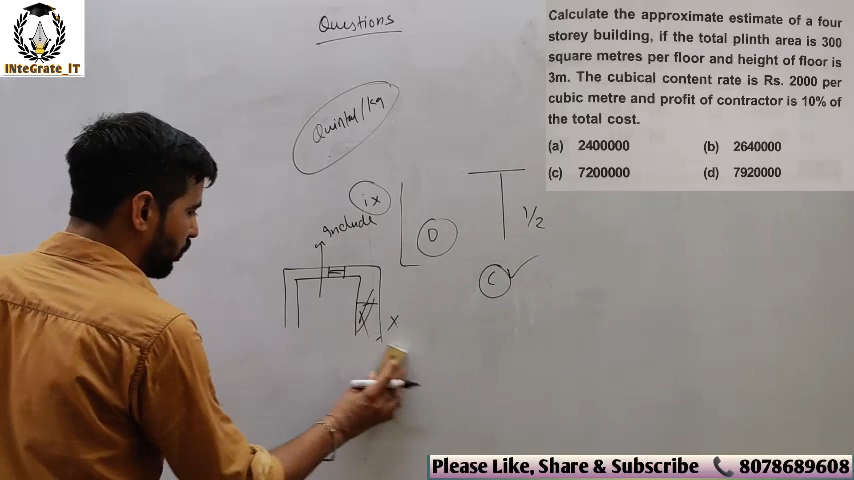 Questions
Calculate the approximate estimate of a four
storey building, if the total plinth area is 300
square metres per floor and height of floor is
3m. The cubical content rate is Rs. 2000 per
cubic metre and profit of contractor is 10% of
the total cost.
(a) 2400000 (b) 2640000
(c) 7200000 (d) 7920000
INteGrate_IT
Quintal/kg
ix
Include
D
1/2
C
X
Please Like, Share & Subscribe 8078689608